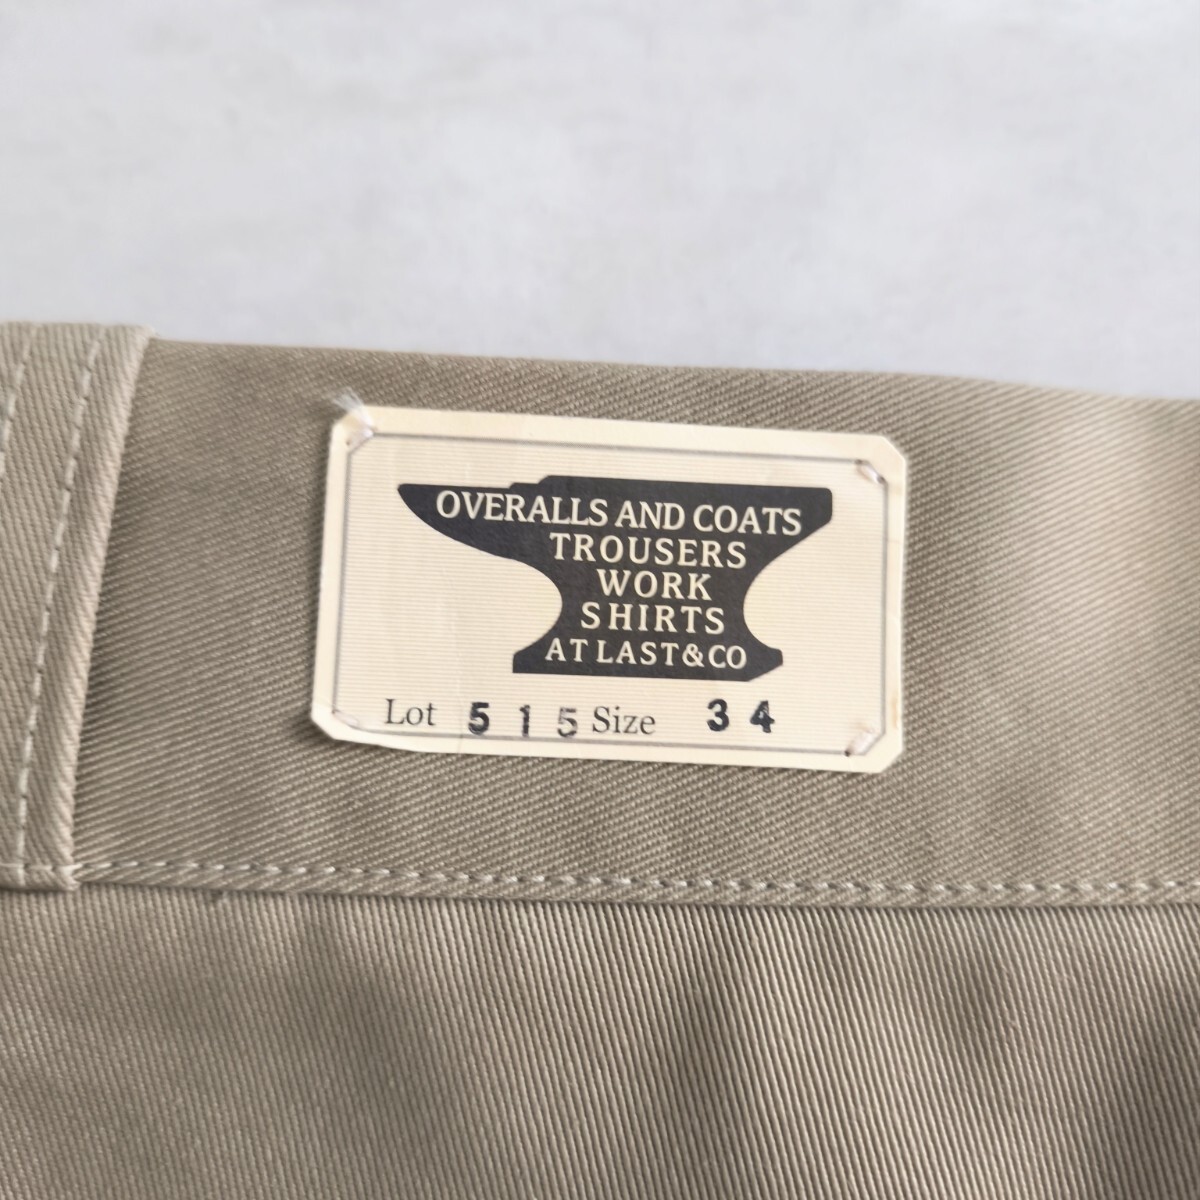 OVERALLS AND COATS
TROUSERS
WORK
SHIRTS
AT LAST&CO
Lot 515 Size 34